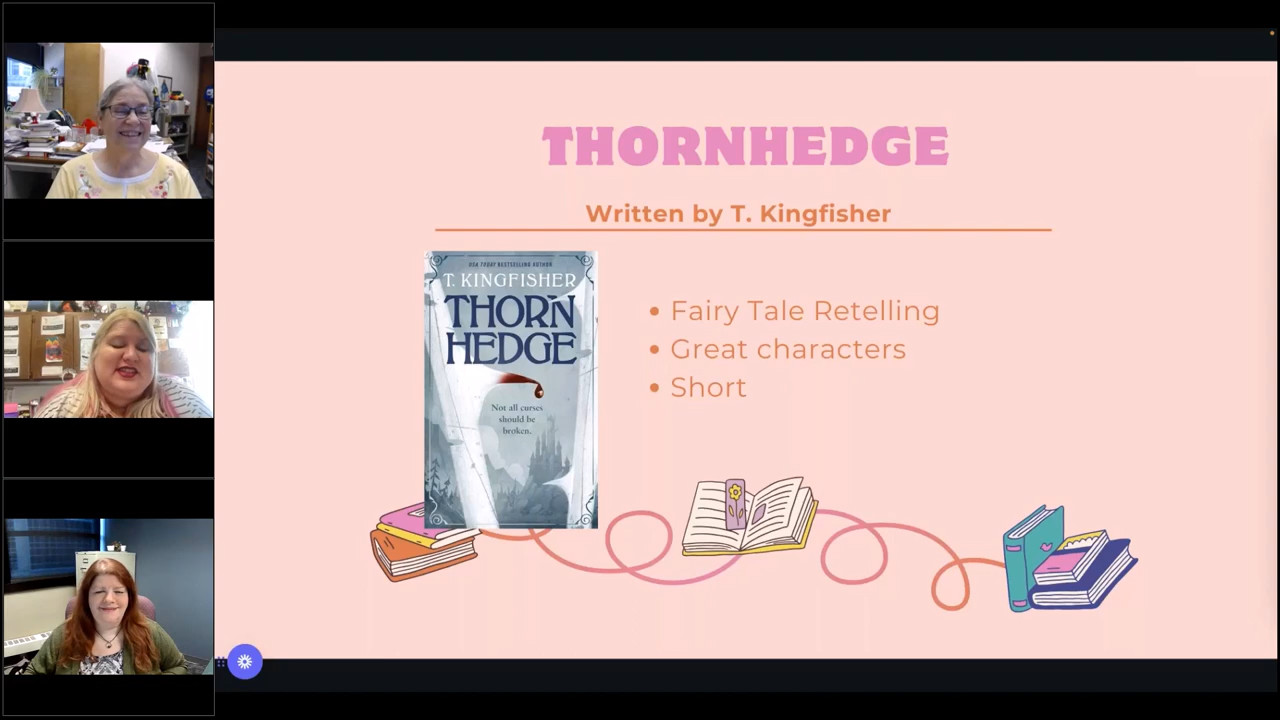 THORNHEDGE
Written by T. Kingfisher
USA TODAY BESTSELLING AUTHOR
T. KINGFISHER
THORN
HEDGE
Not all curses
should be
broken.
• Fairy Tale Retelling
• Great characters
• Short